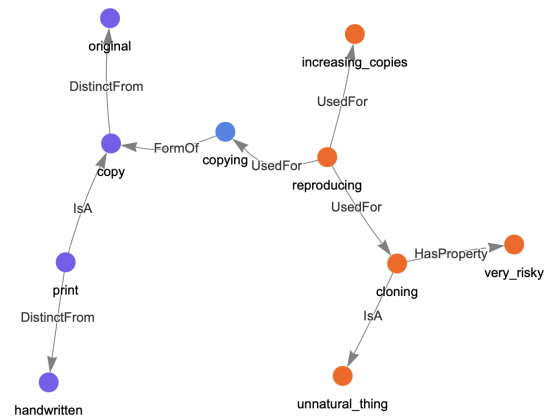 original
increasing_copies
DistinctFrom
UsedFor
FormOf
copying
UsedFor
copy
reproducing
IsA
UsedFor
HasProperty
very_risky
print
cloning
DistinctFrom
IsA
handwritten
unnatural_thing